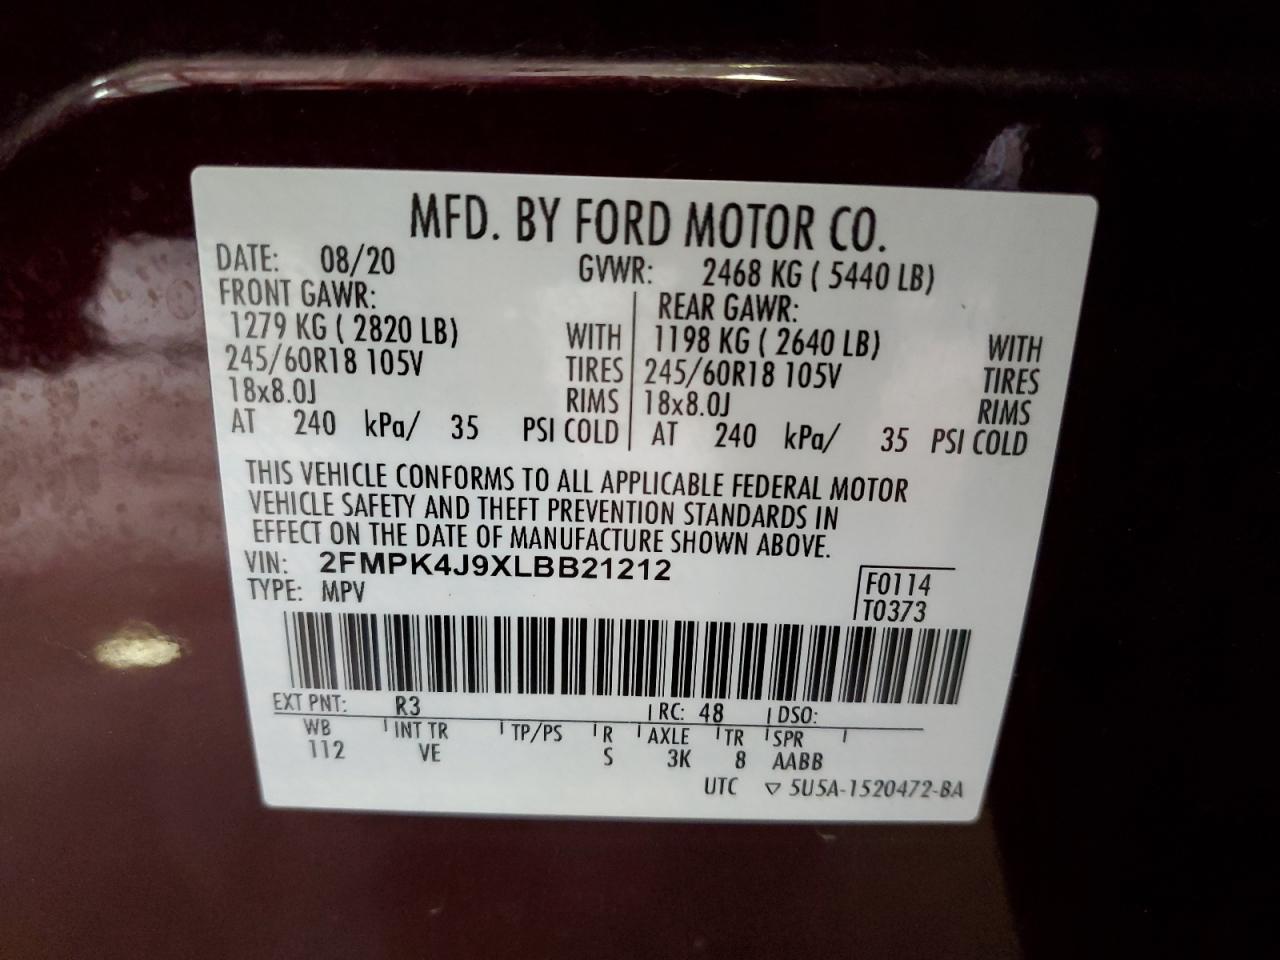 MFD. BY FORD MOTOR CO.
DATE: 08/20 GVWR: 2468 KG ( 5440 LB)
FRONT GAWR: REAR GAWR:
1279 KG ( 2820 LB) WITH 1198 KG ( 2640 LB) WITH
245/60R18 105V TIRES 245/60R18 105V TIRES
18x8.0J RIMS 18x8.0J RIMS
AT 240 kPa/ 35 PSI COLD AT 240 kPa/ 35 PSI COLD
THIS VEHICLE CONFORMS TO ALL APPLICABLE FEDERAL MOTOR
VEHICLE SAFETY AND THEFT PREVENTION STANDARDS IN
EFFECT ON THE DATE OF MANUFACTURE SHOWN ABOVE.
VIN: 2FMPK4J9XLBB21212
TYPE: MPV
F0114
T0373
EXT PNT: R3 RC: 48 DSO:
WB INT TR TP/PS R AXLE TR SPR
112 VE S 3K 8 AABB
UTC ▽ 5U5A-1520472-BA